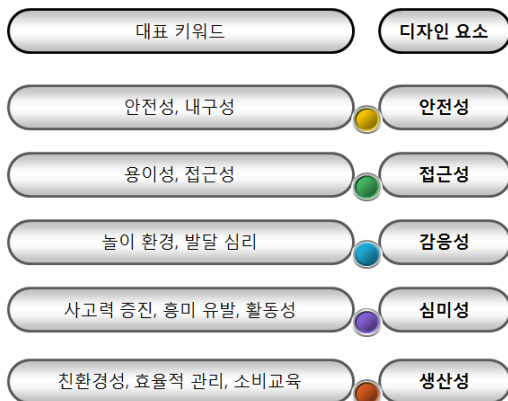 대표 키워드 디자인 요소
안전성, 내구성 안전성
용이성, 접근성 접근성
놀이 환경, 발달 심리 감응성
사고력 증진, 흥미 유발, 활동성 심미성
친환경성, 효율적 관리, 소비교육 생산성